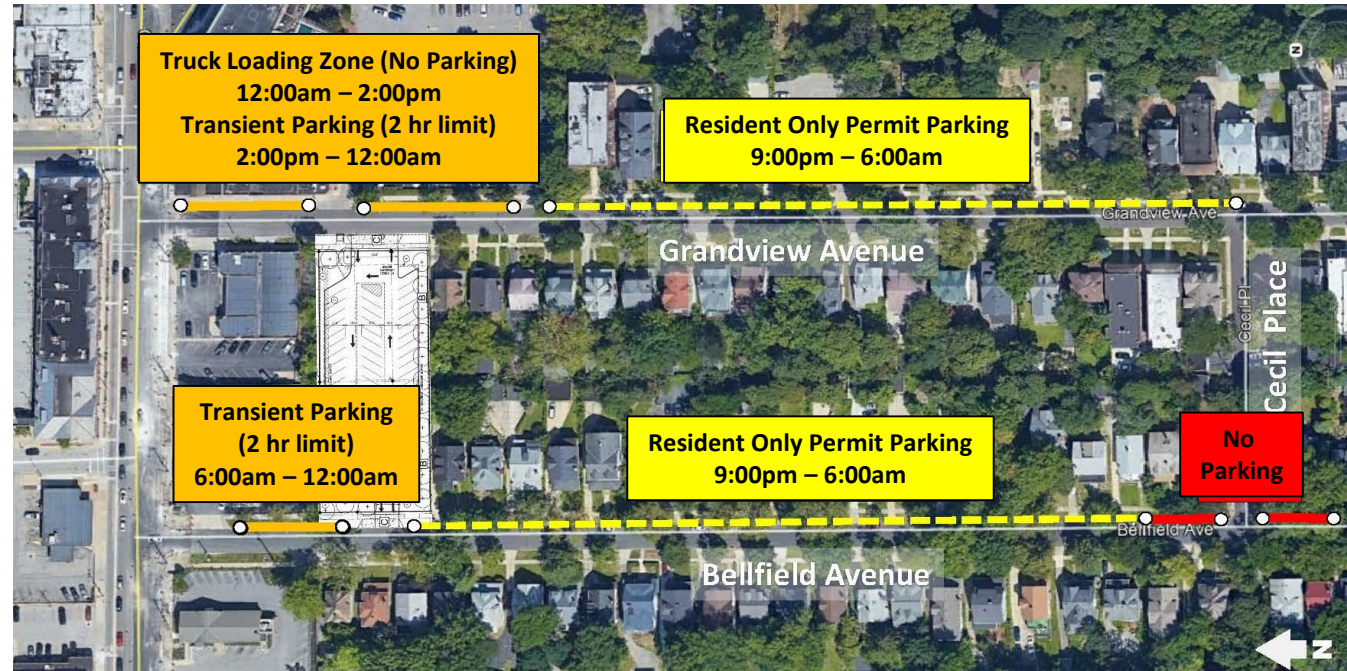 Truck Loading Zone (No Parking)
12:00am – 2:00pm
Transient Parking (2 hr limit)
2:00pm – 12:00am
Resident Only Permit Parking
9:00pm – 6:00am
N
Grandview Ave
Grandview Avenue
Cecil Pl
Cecil Place
Transient Parking
(2 hr limit)
6:00am – 12:00am
Resident Only Permit Parking
9:00pm – 6:00am
No
Parking
Bellfield Ave
Bellfield Avenue
N